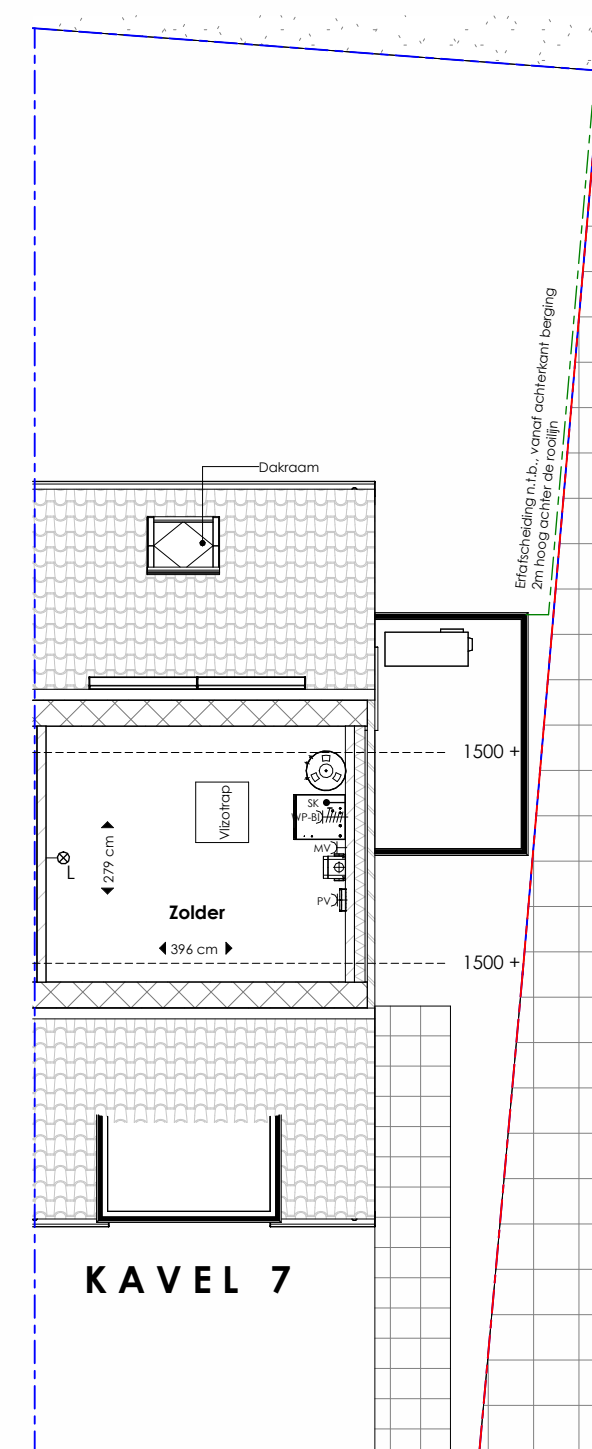 Erfafscheiding n.t.b., vanaf achterkant berging
2m hoog achter de rooilijn
Dakraam
1500 +
Vlizotrap
SK
WP-BI
MV
L
279 cm
PV
Zolder
396 cm
1500 +
KAVEL 7